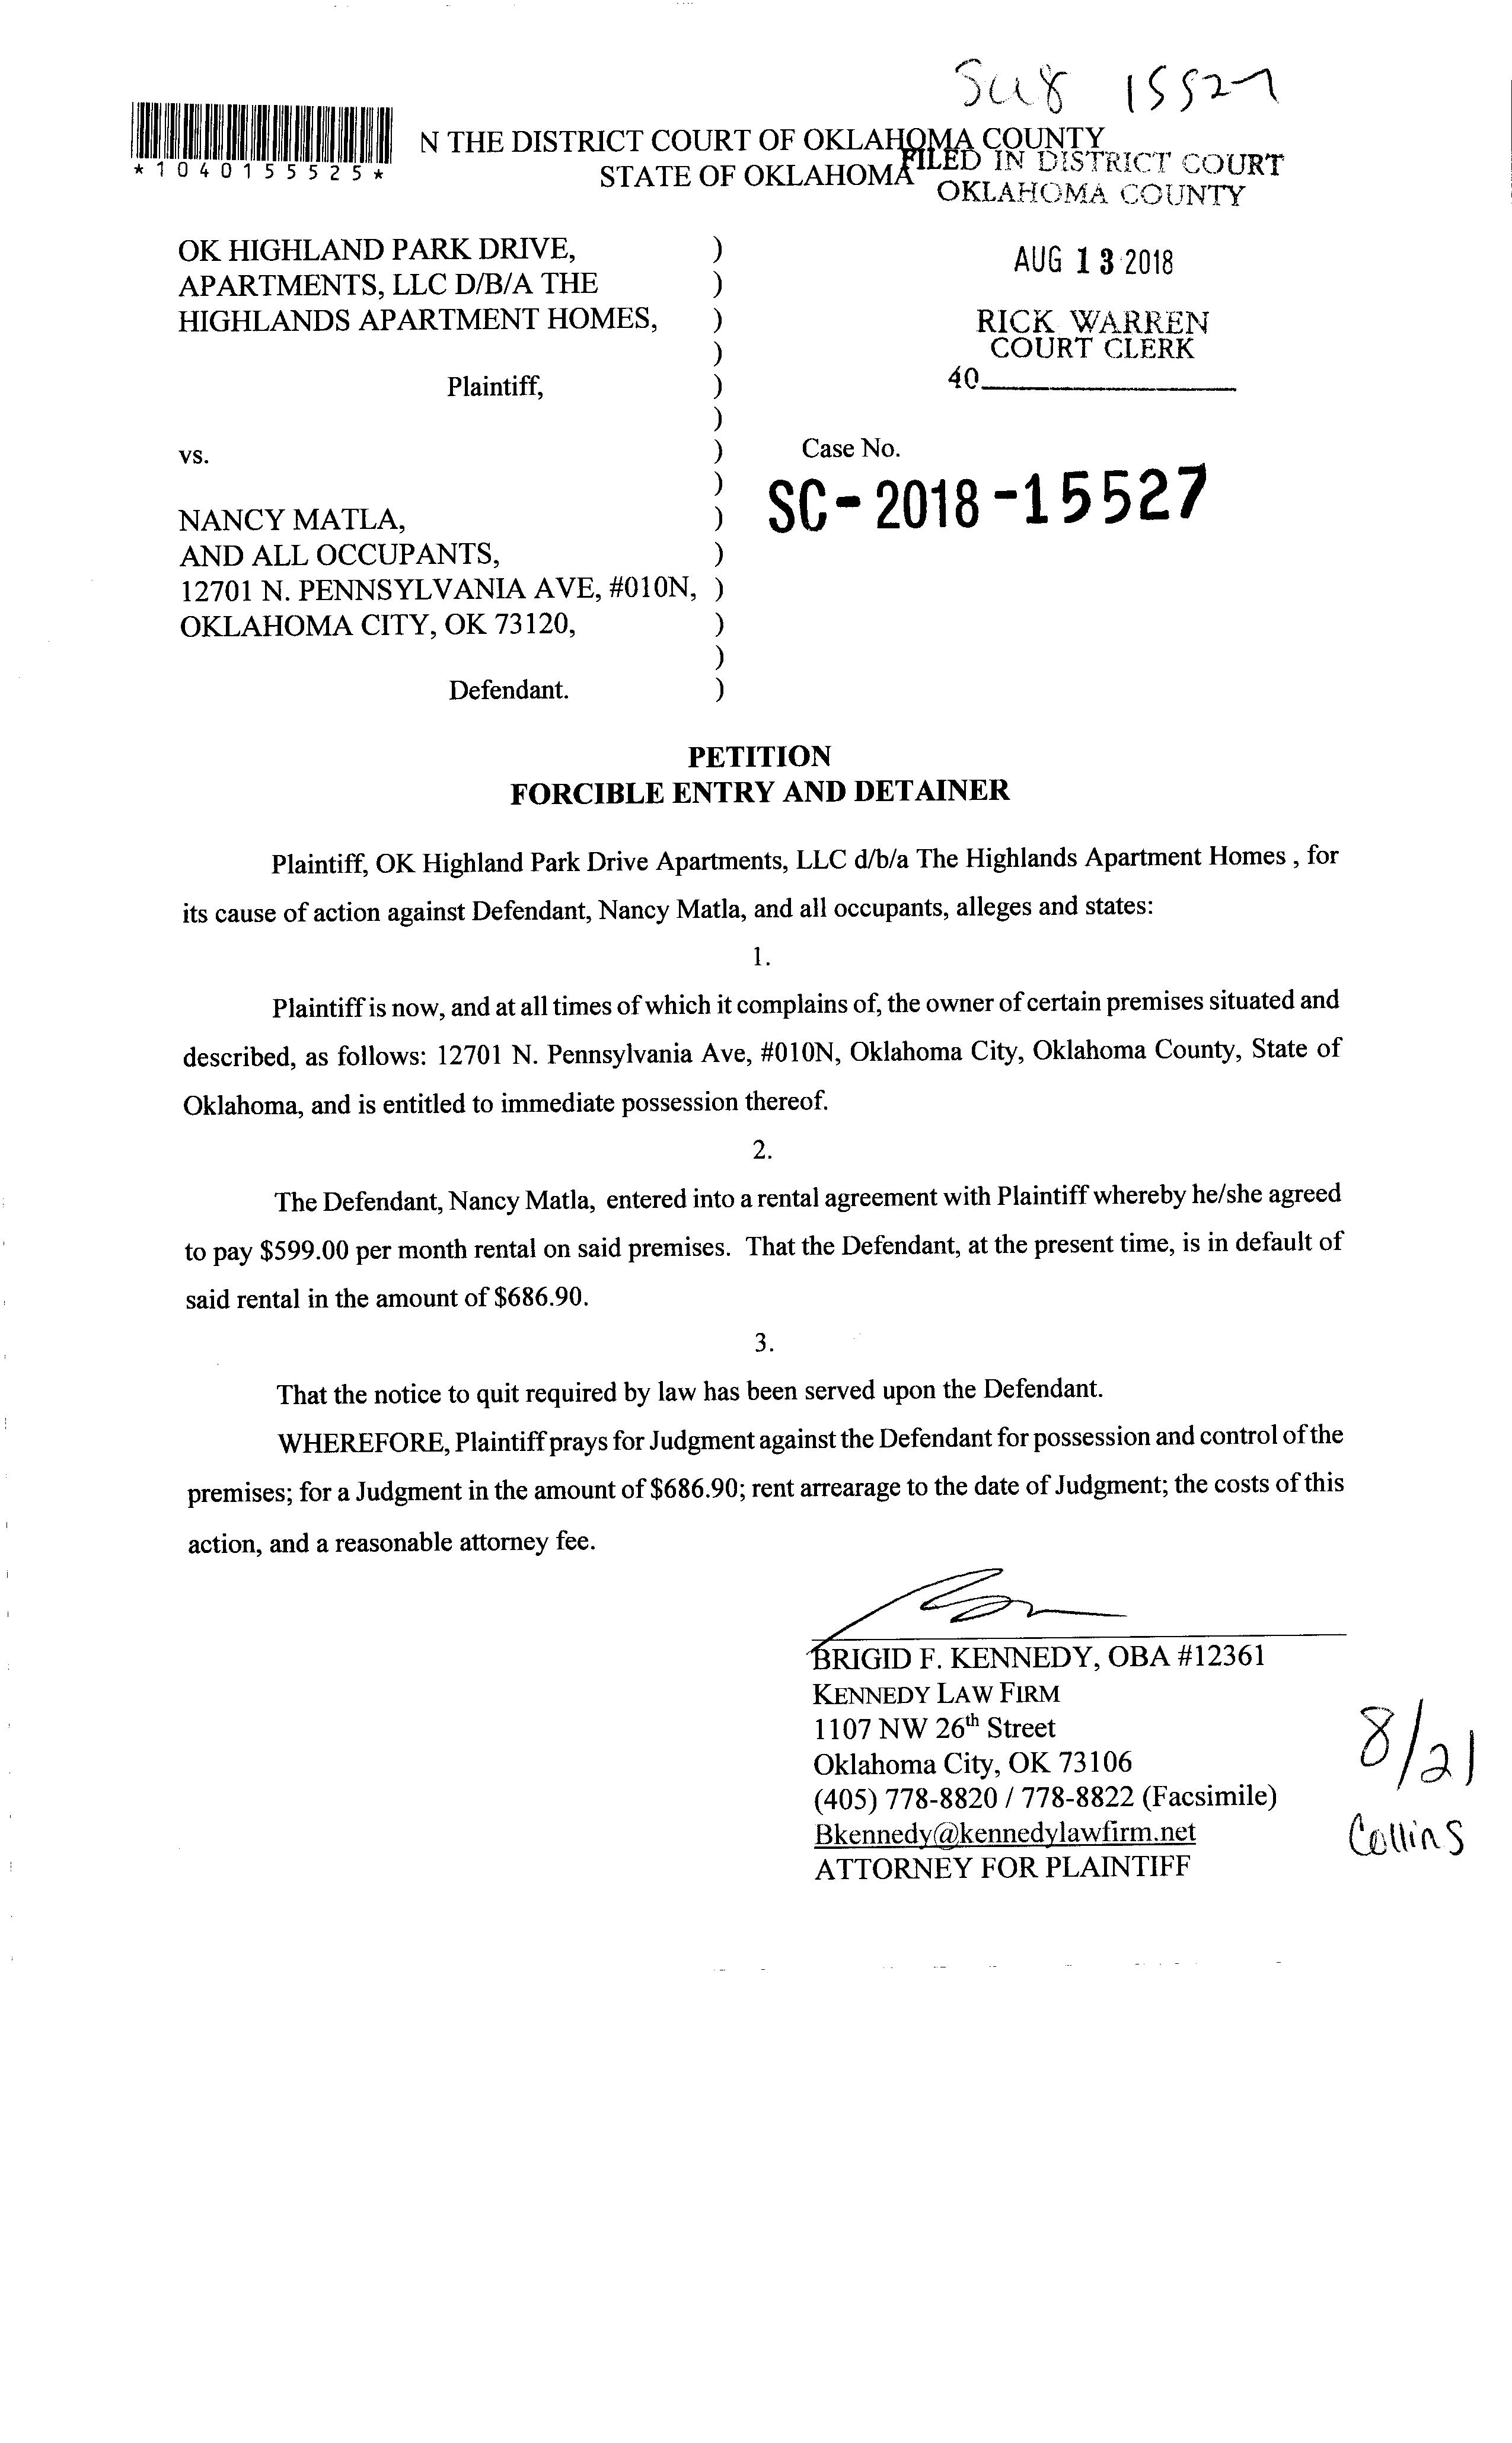 Su8 15527
*1040155525*
N THE DISTRICT COURT OF OKLAHOMA COUNTY
STATE OF OKLAHOMA
FILED IN DISTRICT COURT
OKLAHOMA COUNTY
AUG 13 2018
RICK WARREN
COURT CLERK
40
OK HIGHLAND PARK DRIVE, )
APARTMENTS, LLC D/B/A THE )
HIGHLANDS APARTMENT HOMES, )
)
Plaintiff, )
)
vs. )
)
NANCY MATLA, )
AND ALL OCCUPANTS, )
12701 N. PENNSYLVANIA AVE, #010N, )
OKLAHOMA CITY, OK 73120, )
)
Defendant. )
Case No.
SC-2018-15527
PETITION
FORCIBLE ENTRY AND DETAINER
Plaintiff, OK Highland Park Drive Apartments, LLC d/b/a The Highlands Apartment Homes , for
its cause of action against Defendant, Nancy Matla, and all occupants, alleges and states:
1.
Plaintiff is now, and at all times of which it complains of, the owner of certain premises situated and
described, as follows: 12701 N. Pennsylvania Ave, #010N, Oklahoma City, Oklahoma County, State of
Oklahoma, and is entitled to immediate possession thereof.
2.
The Defendant, Nancy Matla, entered into a rental agreement with Plaintiff whereby he/she agreed
to pay $599.00 per month rental on said premises. That the Defendant, at the present time, is in default of
said rental in the amount of $686.90.
3.
That the notice to quit required by law has been served upon the Defendant.
WHEREFORE, Plaintiff prays for Judgment against the Defendant for possession and control of the
premises; for a Judgment in the amount of $686.90; rent arrearage to the date of Judgment; the costs of this
action, and a reasonable attorney fee.
BRIGID F. KENNEDY, OBA #12361
KENNEDY LAW FIRM
1107 NW 26th Street
Oklahoma City, OK 73106
(405) 778-8820 / 778-8822 (Facsimile)
Bkennedy@kennedylawfirm.net
ATTORNEY FOR PLAINTIFF
8/21
Collins